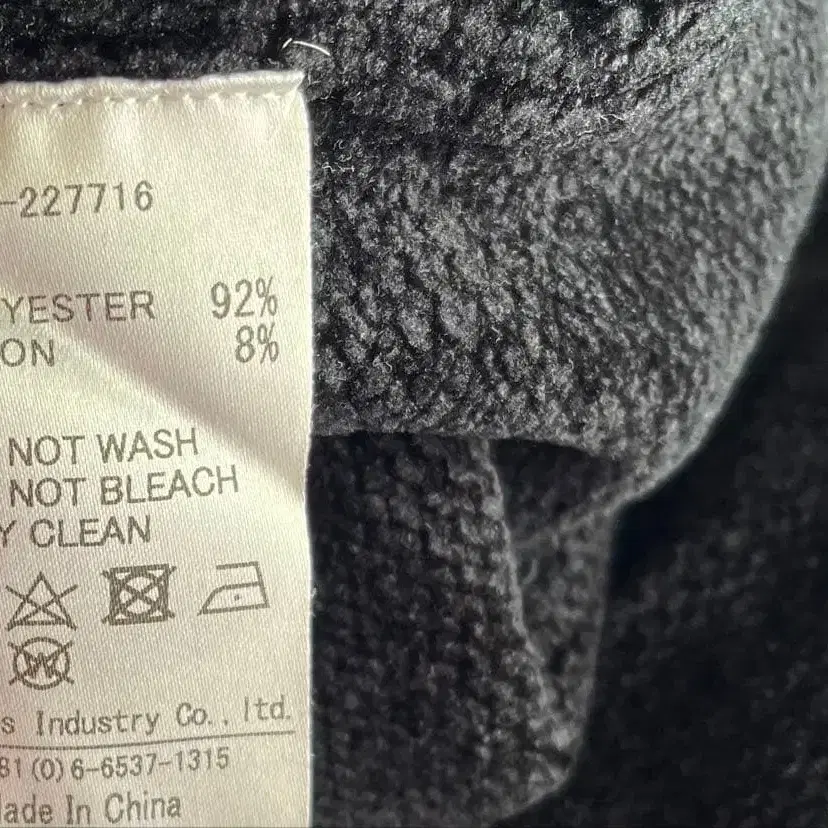 -227716
YESTER 92%
ON 8%
NOT WASH
NOT BLEACH
Y CLEAN
W
s Industry Co., ltd.
81(0)6-6537-1315
ade In China